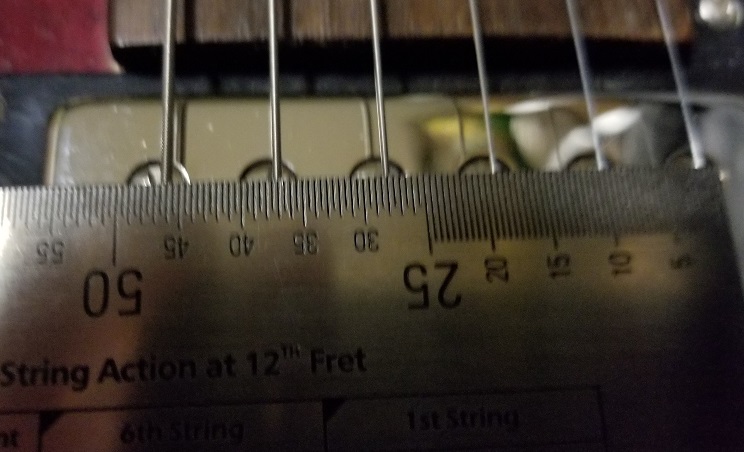 55 45 40 35 30 20 15 10 5
50 25
String Action at 12TH Fret
nt 6th String 1st String